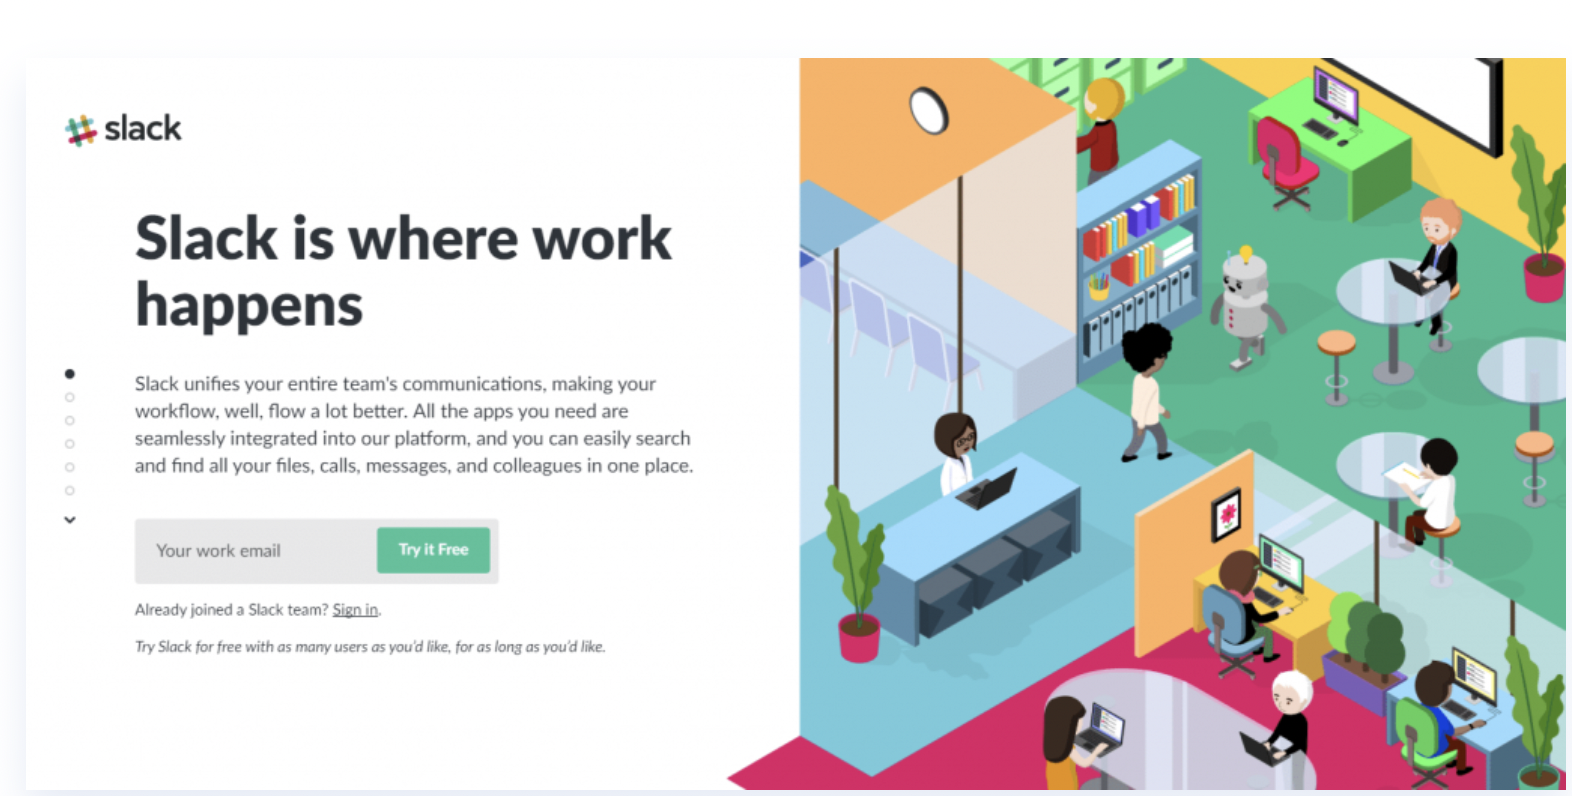 slack
Slack is where work
happens
Slack unifies your entire team's communications, making your
workflow, well, flow a lot better. All the apps you need are
seamlessly integrated into our platform, and you can easily search
and find all your files, calls, messages, and colleagues in one place.
Your work email
Try it Free
Already joined a Slack team? Sign in.
Try Slack for free with as many users as you'd like, for as long as you'd like.